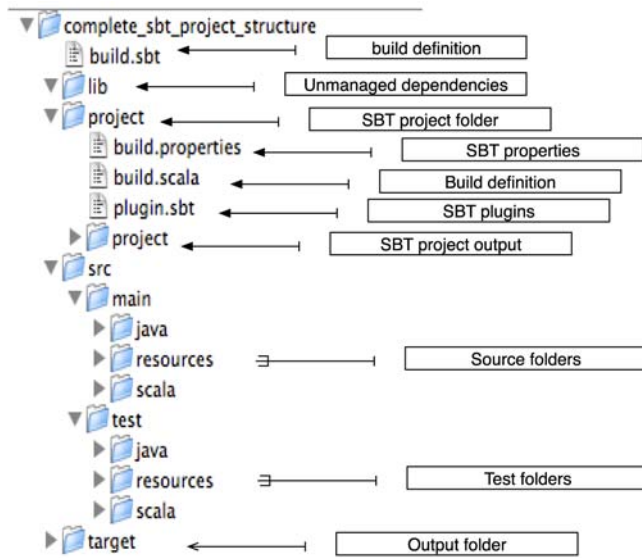 complete_sbt_project_structure
build.sbt build definition
lib Unmanaged dependencies
project SBT project folder
build.properties SBT properties
build.scala Build definition
plugin.sbt SBT plugins
project SBT project output
src
main
java
resources Source folders
scala
test
java
resources Test folders
scala
target Output folder